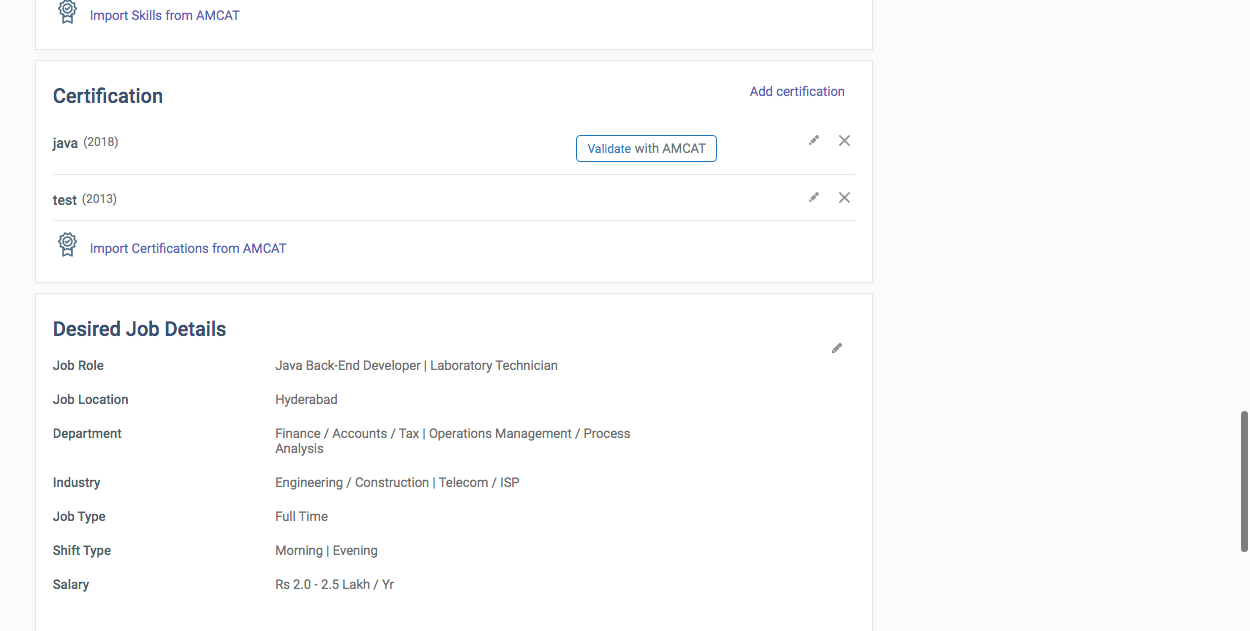 Import Skills from AMCAT
Certification
Add certification
java (2018)
Validate with AMCAT
test (2013)
Import Certifications from AMCAT
Desired Job Details
Job Role
Java Back-End Developer | Laboratory Technician
Job Location
Hyderabad
Department
Finance / Accounts / Tax | Operations Management / Process
Analysis
Industry
Engineering / Construction | Telecom / ISP
Job Type
Full Time
Shift Type
Morning | Evening
Salary
Rs 2.0 - 2.5 Lakh / Yr